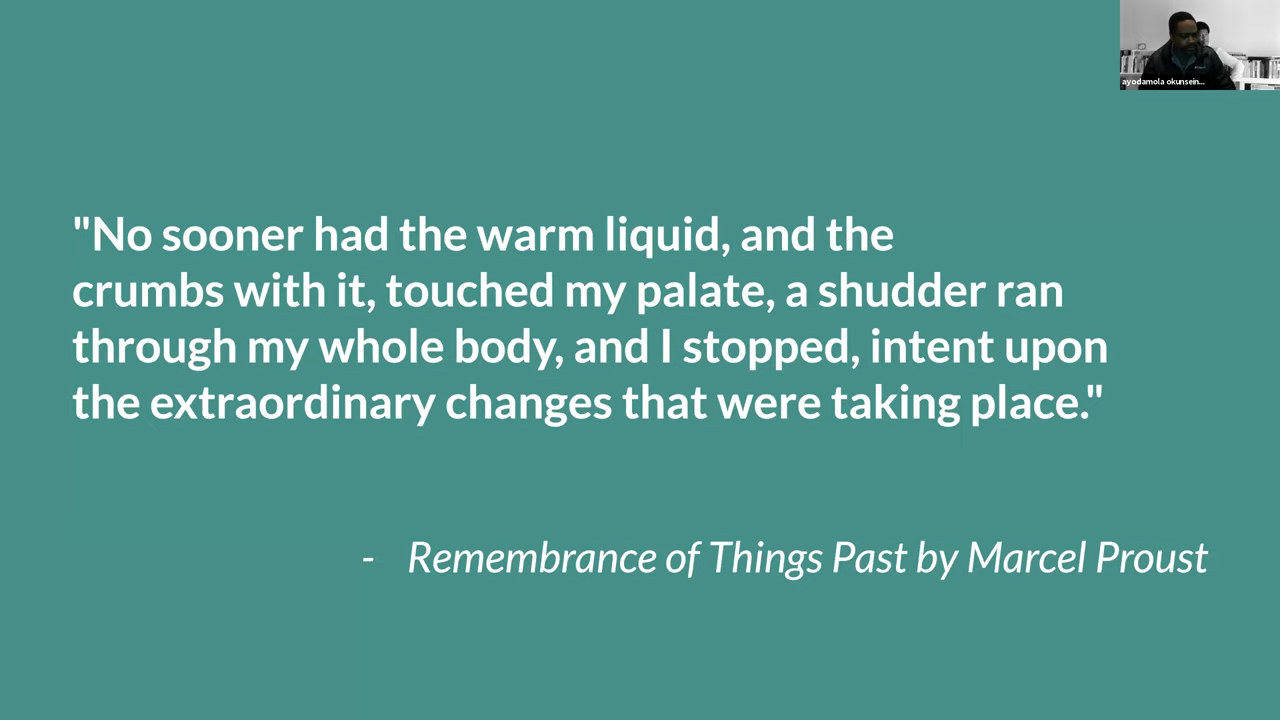 ayodamola okunsein...
"No sooner had the warm liquid, and the
crumbs with it, touched my palate, a shudder ran
through my whole body, and I stopped, intent upon
the extraordinary changes that were taking place."
- Remembrance of Things Past by Marcel Proust